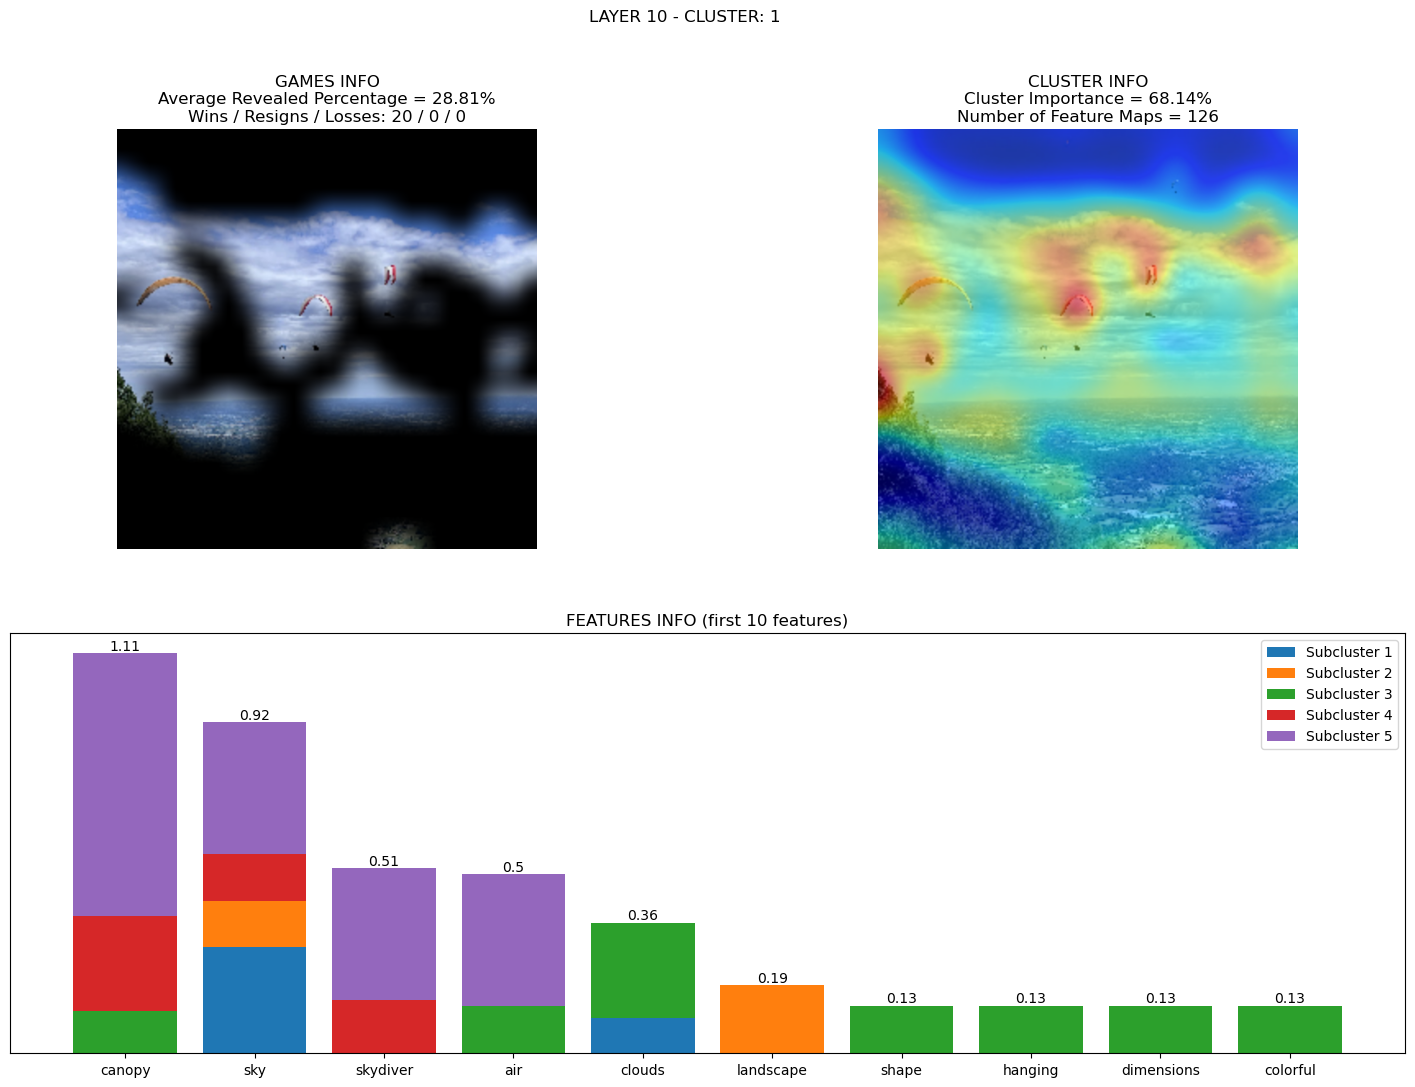 LAYER 10 - CLUSTER: 1
GAMES INFO
Average Revealed Percentage = 28.81%
Wins / Resigns / Losses: 20 / 0 / 0
CLUSTER INFO
Cluster Importance = 68.14%
Number of Feature Maps = 126
FEATURES INFO (first 10 features)
1.11
0.92
0.51
0.5
0.36
0.19
0.13
0.13
0.13
0.13
Subcluster 1
Subcluster 2
Subcluster 3
Subcluster 4
Subcluster 5
canopy
sky
skydiver
air
clouds
landscape
shape
hanging
dimensions
colorful